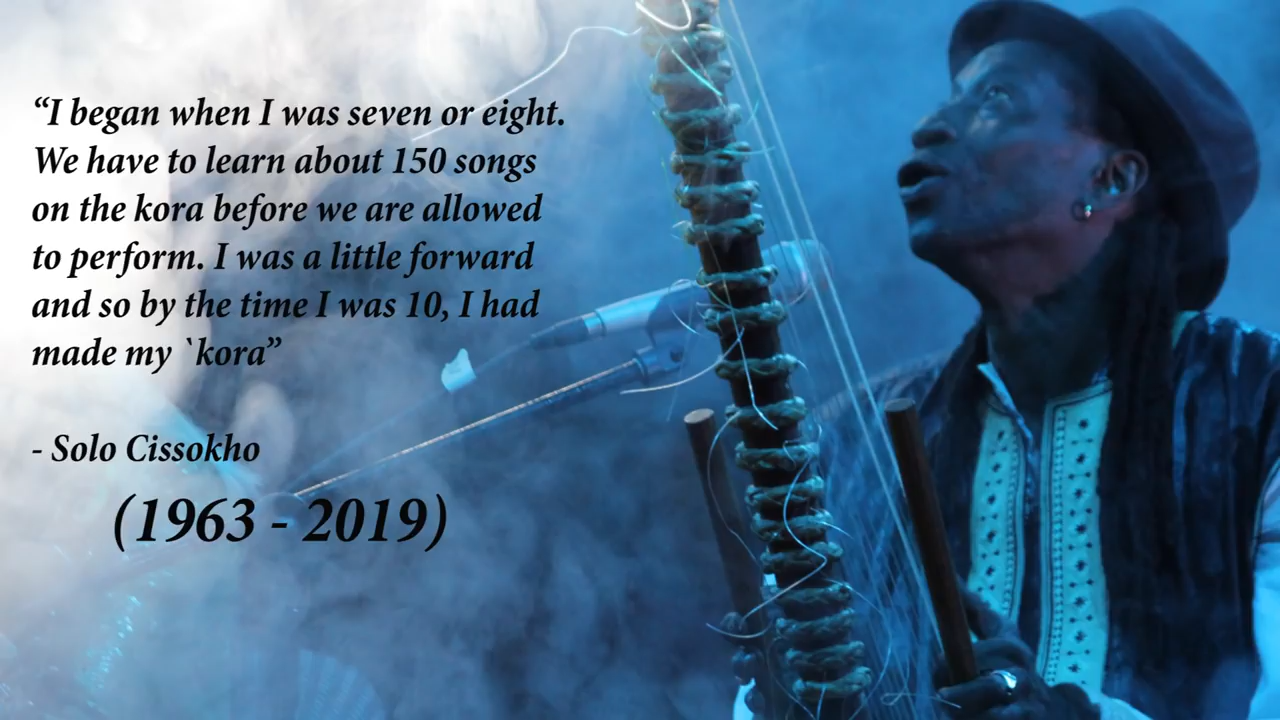 “I began when I was seven or eight.
We have to learn about 150 songs
on the kora before we are allowed
to perform. I was a little forward
and so by the time I was 10, I had
made my `kora”
- Solo Cissokho
(1963 - 2019)